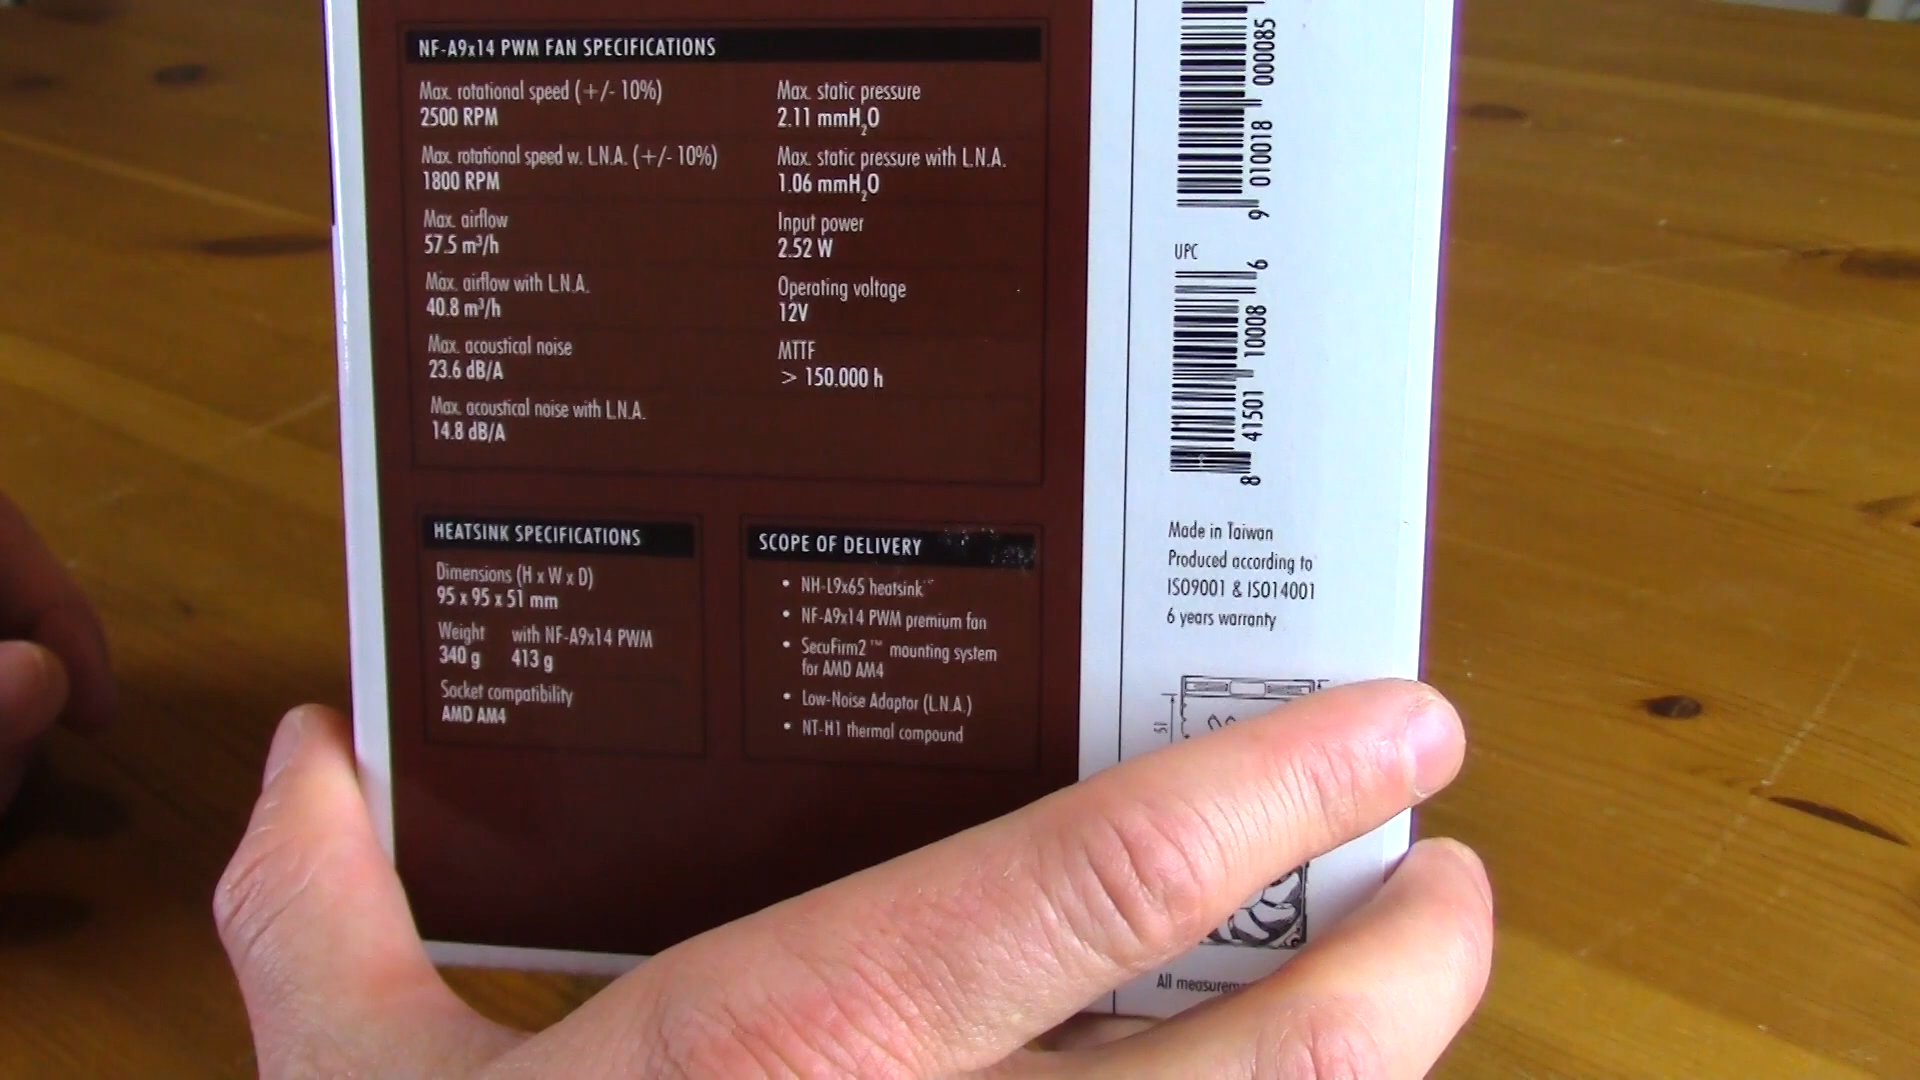 NF-A9x14 PWM FAN SPECIFICATIONS
Max. rotational speed (+/- 10%)
2500 RPM
Max. rotational speed w. L.N.A. (+/- 10%)
1800 RPM
Max. airflow
57.5 m³/h
Max. airflow with L.N.A.
40.8 m³/h
Max. acoustical noise
23.6 dB/A
Max. acoustical noise with L.N.A.
14.8 dB/A
Max. static pressure
2.11 mmH₂O
Max. static pressure with L.N.A.
1.06 mmH₂O
Input power
2.52 W
Operating voltage
12V
MTTF
> 150.000 h
HEATSINK SPECIFICATIONS
Dimensions (H x W x D)
95 x 95 x 51 mm
Weight with NF-A9x14 PWM
340 g 413 g
Socket compatibility
AMD AM4
SCOPE OF DELIVERY
• NH-L9x65 heatsink
• NF-A9x14 PWM premium fan
• SecuFirm2™ mounting system
for AMD AM4
• Low-Noise Adaptor (L.N.A.)
• NT-H1 thermal compound
9 010018 000085
UPC
8 41501 10008 6
Made in Taiwan
Produced according to
ISO9001 & ISO14001
6 years warranty
51
All